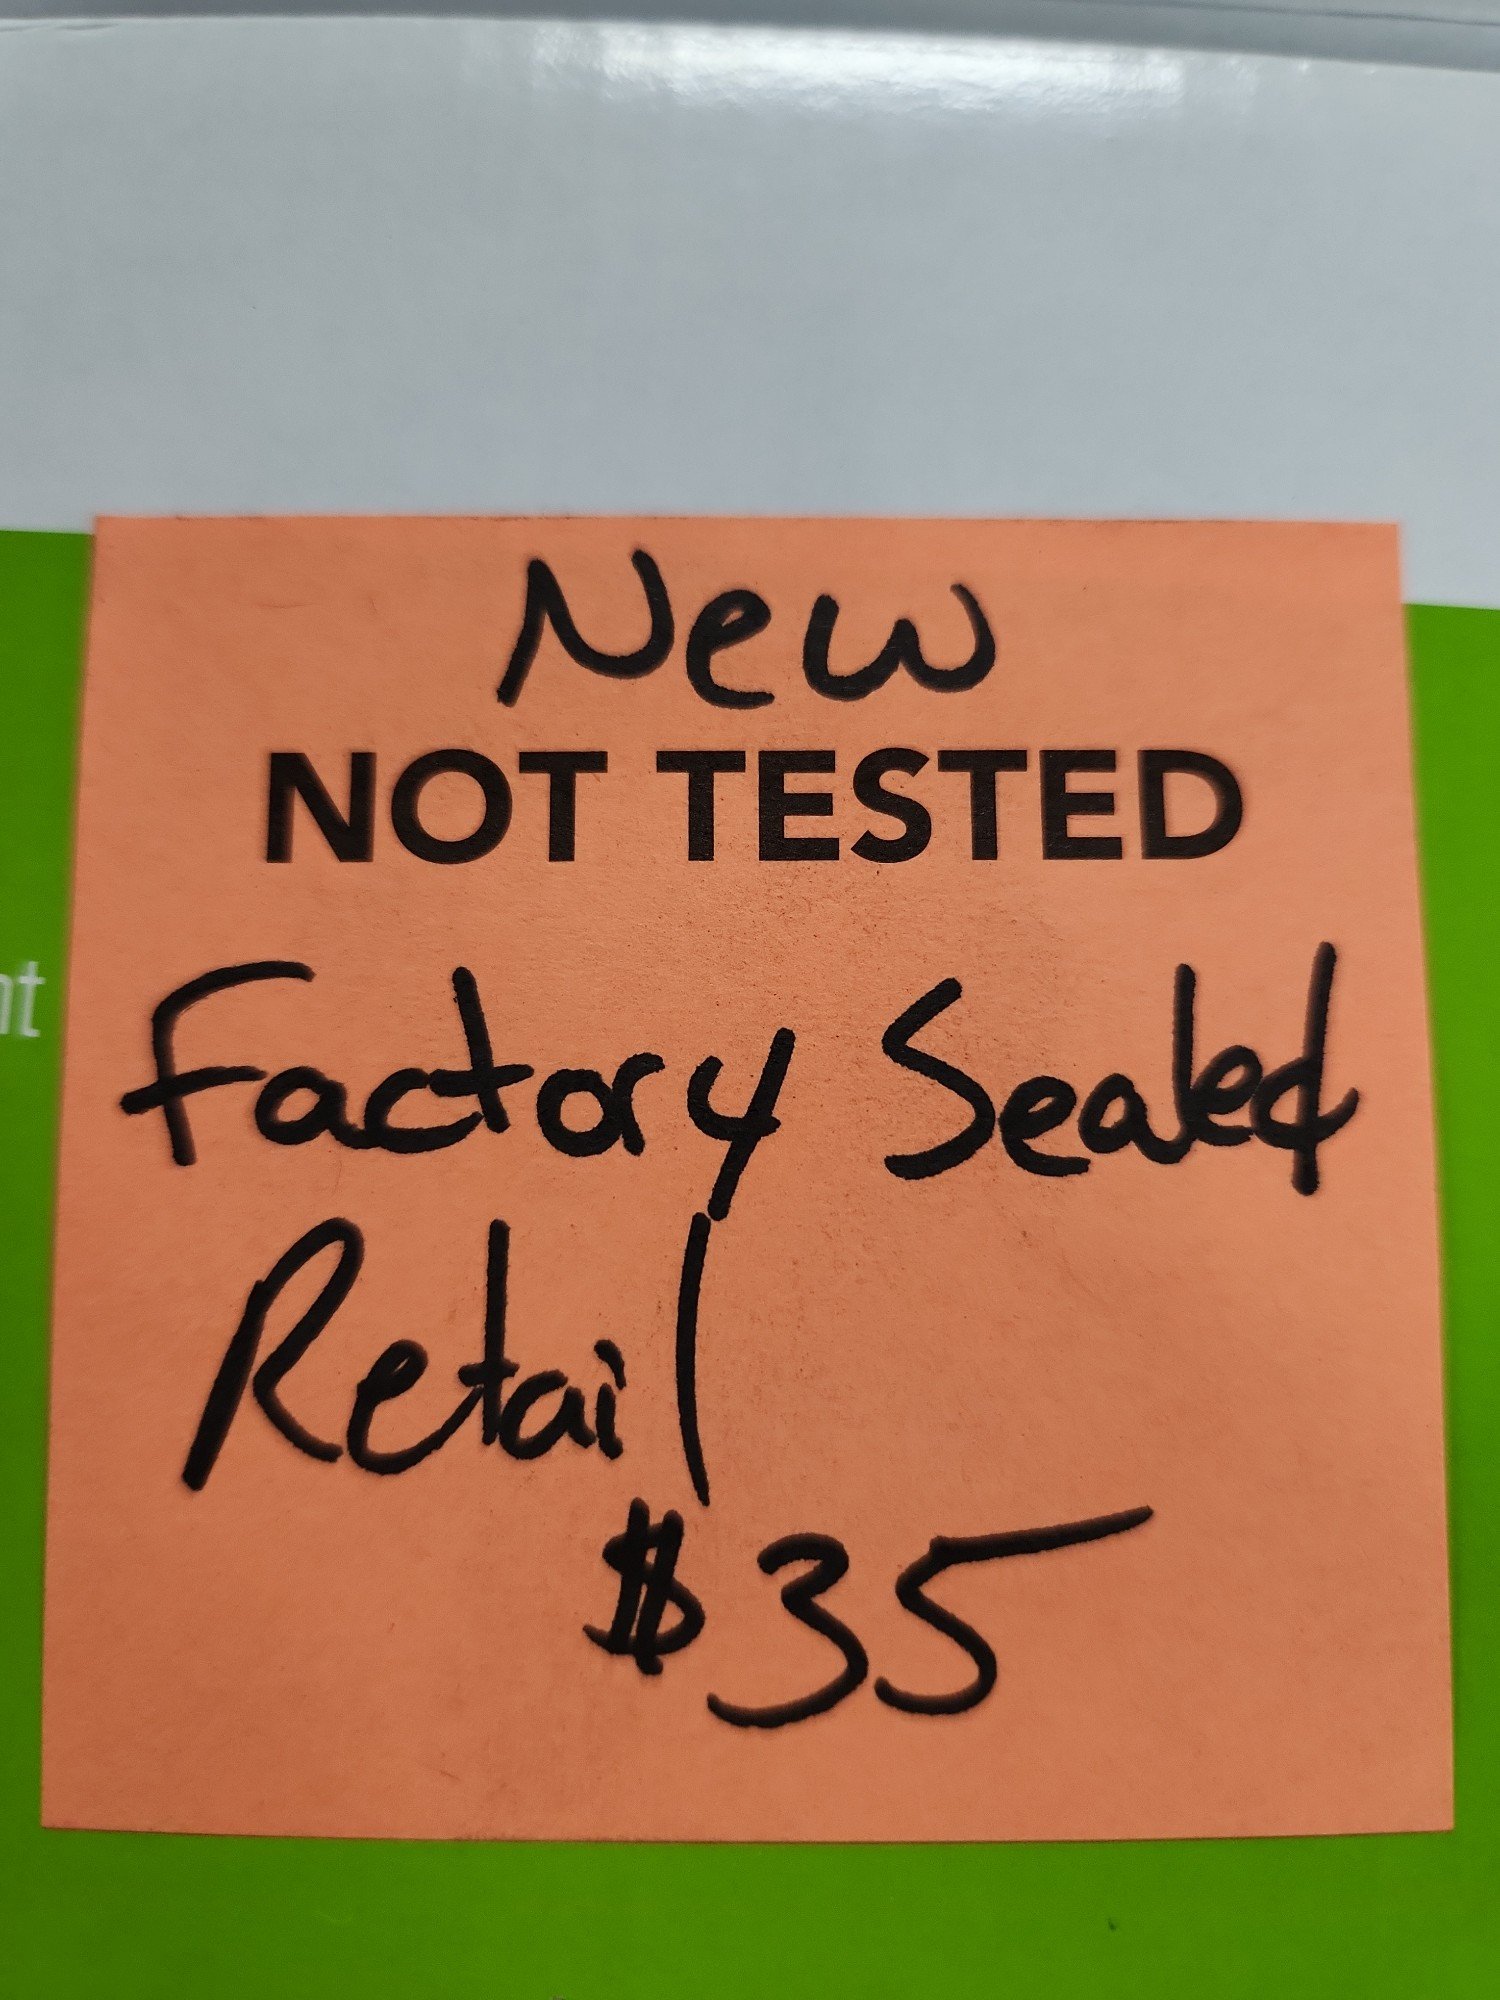 New
NOT TESTED
Factory Sealed
Retail
$35